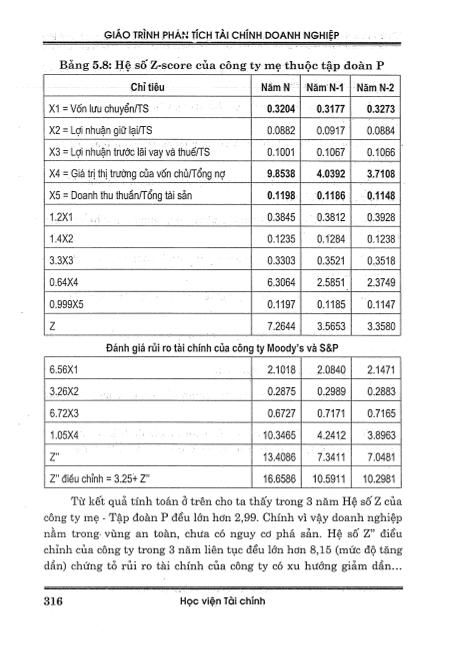 GIÁO TRÌNH PHÂN TÍCH TÀI CHÍNH DOANH NGHIỆP
Bảng 5.8: Hệ số Z-score của công ty mẹ thuộc tập đoàn P
Chỉ tiêu Năm N Năm N-1 Năm N-2
X1 = Vốn lưu chuyển/TS 0.3204 0.3177 0.3273
X2 = Lợi nhuận giữ lại/TS 0.0882 0.0917 0.0884
X3 = Lợi nhuận trước lãi vay và thuế/TS 0.1001 0.1067 0.1066
X4 = Giá trị thị trường của vốn chủ/Tổng nợ 9.8538 4.0392 3.7108
X5 = Doanh thu thuần/Tổng tài sản 0.1198 0.1186 0.1148
1.2X1 0.3845 0.3812 0.3928
1.4X2 0.1235 0.1284 0.1238
3.3X3 0.3303 0.3521 0.3518
0.64X4 6.3064 2.5851 2.3749
0.999X5 0.1197 0.1185 0.1147
Z 7.2644 3.5653 3.3580
Đánh giá rủi ro tài chính của công ty Moody's và S&P
6.56X1 2.1018 2.0840 2.1471
3.26X2 0.2875 0.2989 0.2883
6.72X3 0.6727 0.7171 0.7165
1.05X4 10.3465 4.2412 3.8963
Z" 13.4086 7.3411 7.0481
Z" điều chỉnh = 3.25+ Z" 16.6586 10.5911 10.2981
Từ kết quả tính toán ở trên cho ta thấy trong 3 năm Hệ số Z của
công ty mẹ - Tập đoàn P đều lớn hơn 2,99. Chính vì vậy doanh nghiệp
nằm trong vùng an toàn, chưa có nguy cơ phá sản. Hệ số Z" điều
chỉnh của công ty trong 3 năm liên tục đều lớn hơn 8,15 (mức độ tăng
dần) chứng tỏ rủi ro tài chính của công ty có xu hướng giảm dần...
316 Học viện Tài chính